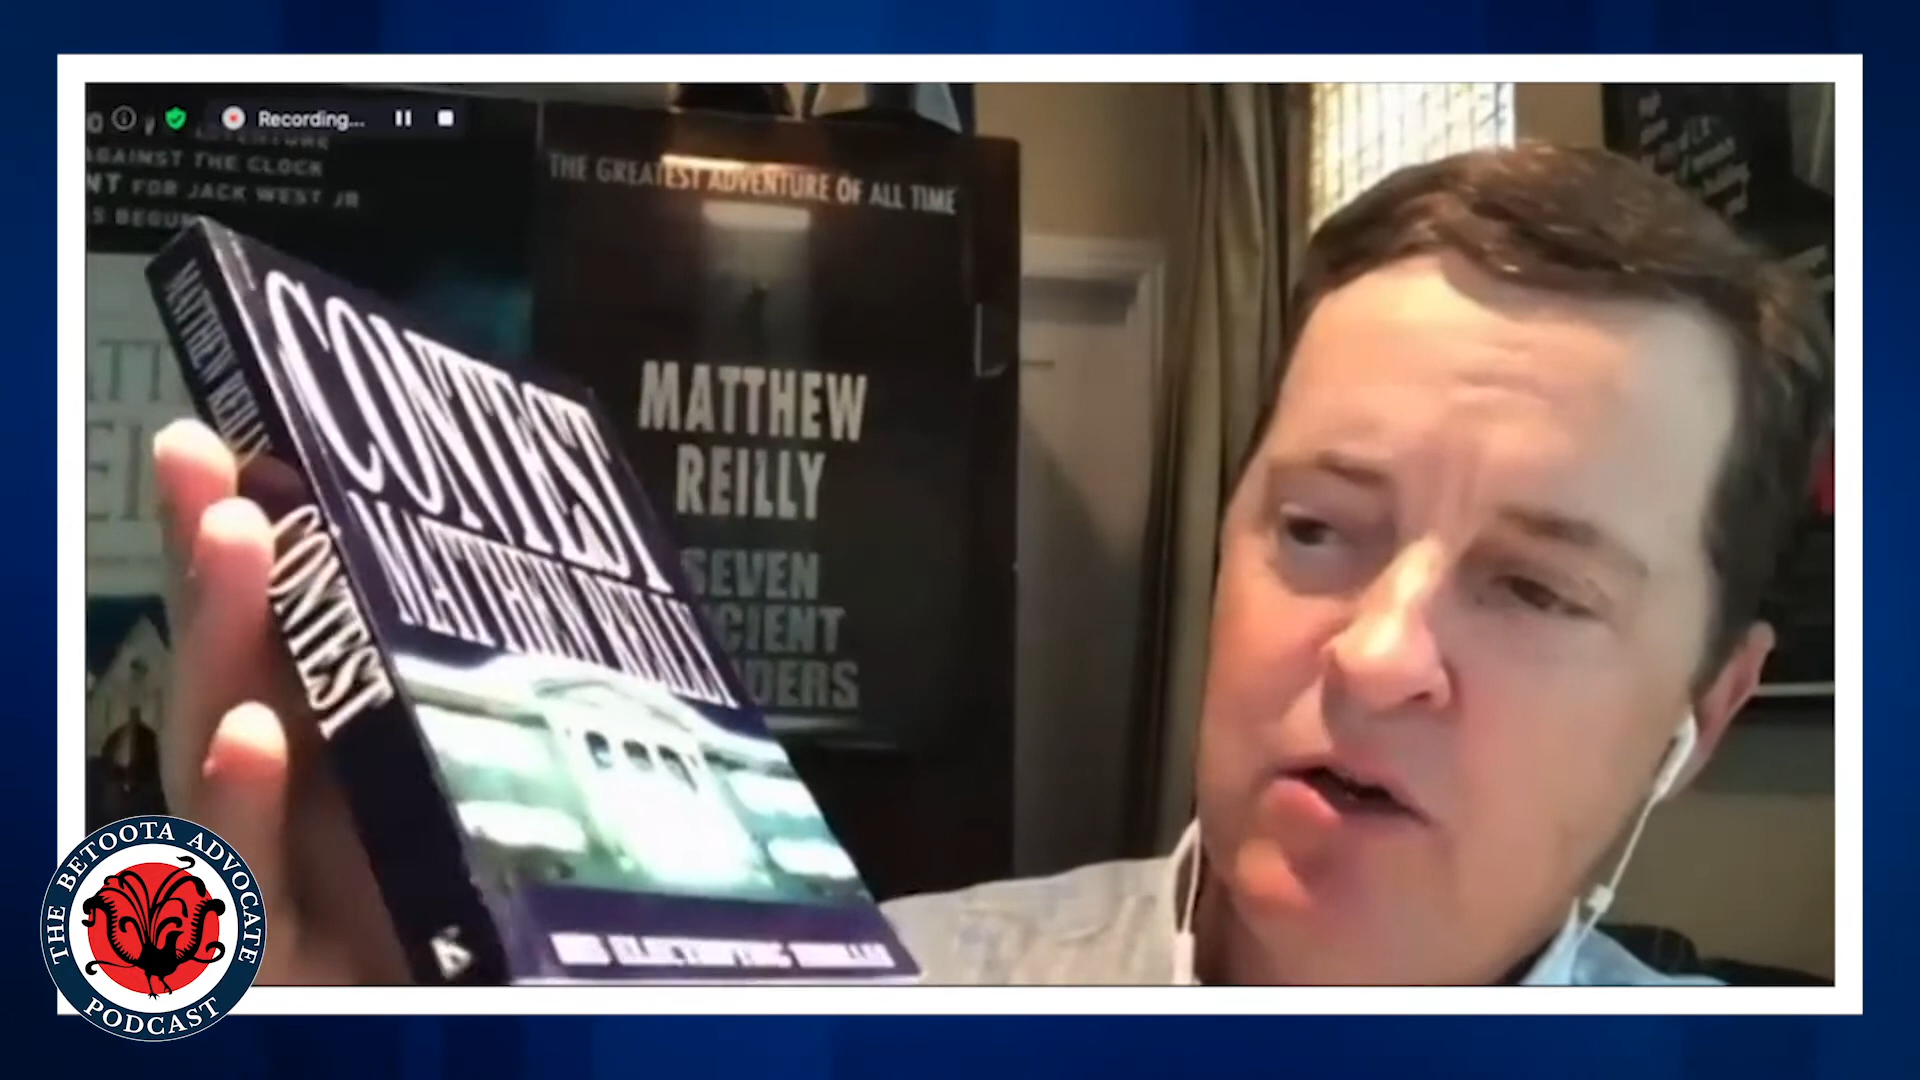 Recording...
AGAINST THE CLOCK
NT FOR JACK WEST JR
S BEGUN
THE GREATEST ADVENTURE OF ALL TIME
MATTHEW
REILLY
SEVEN
CIENT
DERS
MATTHEW REILLY
CONTEST
CONTEST
MATTHEW REILLY
THE BETOOTA ADVOCATE
PODCAST